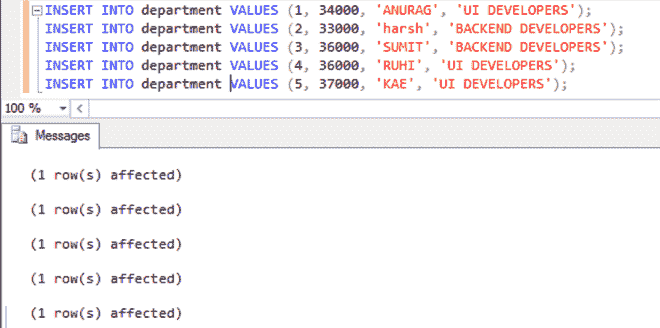 INSERT INTO department VALUES (1, 34000, 'ANURAG', 'UI DEVELOPERS');
INSERT INTO department VALUES (2, 33000, 'harsh', 'BACKEND DEVELOPERS');
INSERT INTO department VALUES (3, 36000, 'SUMIT', 'BACKEND DEVELOPERS');
INSERT INTO department VALUES (4, 36000, 'RUHI', 'UI DEVELOPERS');
INSERT INTO department VALUES (5, 37000, 'KAE', 'UI DEVELOPERS');
100 %
Messages
(1 row(s) affected)
(1 row(s) affected)
(1 row(s) affected)
(1 row(s) affected)
(1 row(s) affected)